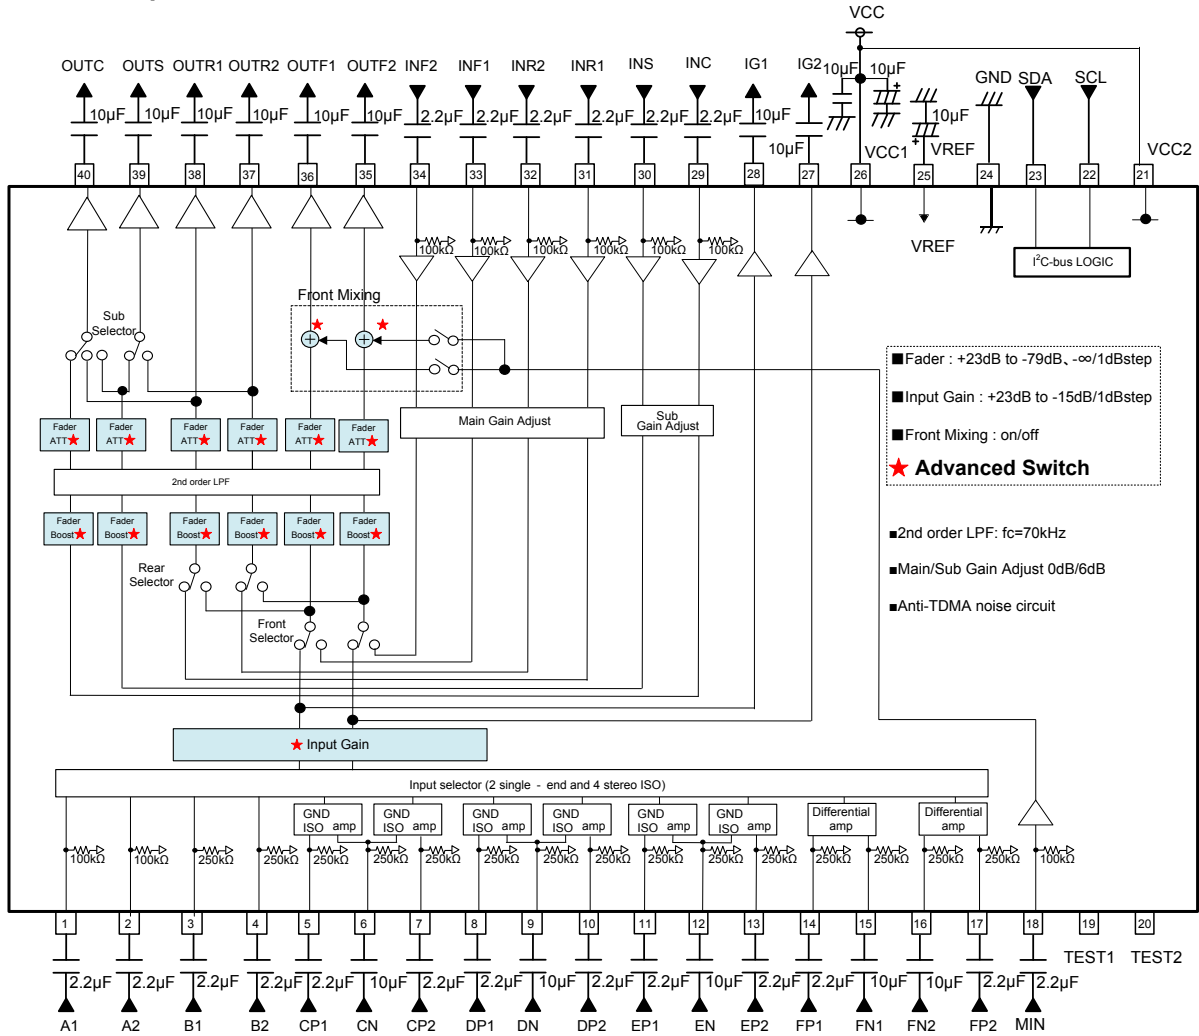 VCC
OUTC OUTS OUTR1 OUTR2 OUTF1 OUTF2 INF2 INF1 INR2 INR1 INS INC IG1 IG2 10μF 10μF GND SDA SCL
10μF 10μF 10μF 10μF 10μF 10μF 2.2μF 2.2μF 2.2μF 2.2μF 2.2μF 2.2μF 10μF 10μF 10μF
VCC1 VREF VCC2
40 39 38 37 36 35 34 33 32 31 30 29 28 27 26 25 24 23 22 21
VREF
100kΩ 100kΩ 100kΩ 100kΩ 100kΩ 100kΩ
I²C-bus LOGIC
Front Mixing
Sub
Selector
■Fader : +23dB to -79dB、-∞/1dBstep
■Input Gain : +23dB to -15dB/1dBstep
■Front Mixing : on/off
★ Advanced Switch
Main Gain Adjust
Sub
Gain Adjust
Fader Fader Fader Fader Fader Fader
ATT★ ATT★ ATT★ ATT★ ATT★ ATT★
2nd order LPF
Fader Fader Fader Fader Fader Fader
Boost★ Boost★ Boost★ Boost★ Boost★ Boost★
■2nd order LPF: fc=70kHz
■Main/Sub Gain Adjust 0dB/6dB
■Anti-TDMA noise circuit
Rear
Selector
Front
Selector
★ Input Gain
Input selector (2 single - end and 4 stereo ISO)
GND GND GND GND GND GND Differential Differential
ISO amp ISO amp ISO amp ISO amp ISO amp ISO amp amp amp
100kΩ 100kΩ 250kΩ 250kΩ 250kΩ 250kΩ 250kΩ 250kΩ 250kΩ 250kΩ 250kΩ 250kΩ 250kΩ 250kΩ 250kΩ 250kΩ 250kΩ 100kΩ
1 2 3 4 5 6 7 8 9 10 11 12 13 14 15 16 17 18 19 20
TEST1 TEST2
2.2μF 2.2μF 2.2μF 2.2μF 2.2μF 10μF 2.2μF 2.2μF 10μF 2.2μF 2.2μF 10μF 2.2μF 2.2μF 10μF 10μF 2.2μF 2.2μF
A1 A2 B1 B2 CP1 CN CP2 DP1 DN DP2 EP1 EN EP2 FP1 FN1 FN2 FP2 MIN